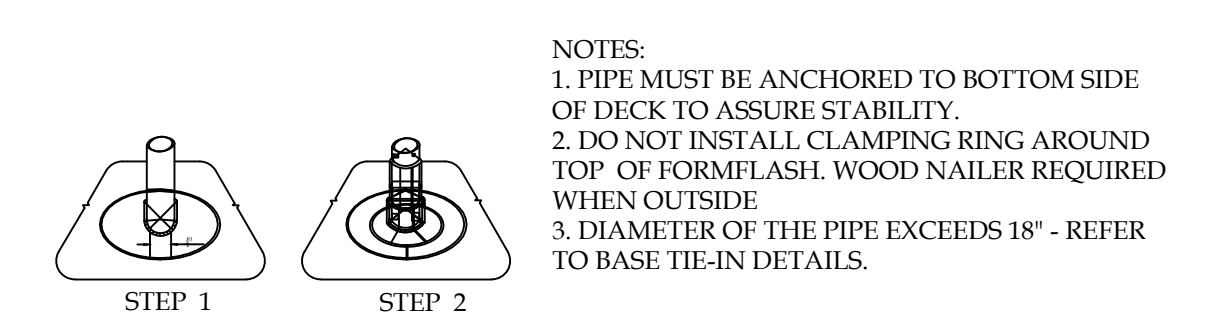 NOTES:
1. PIPE MUST BE ANCHORED TO BOTTOM SIDE
OF DECK TO ASSURE STABILITY.
2. DO NOT INSTALL CLAMPING RING AROUND
TOP OF FORMFLASH. WOOD NAILER REQUIRED
WHEN OUTSIDE
3. DIAMETER OF THE PIPE EXCEEDS 18" - REFER
TO BASE TIE-IN DETAILS.
STEP 1
STEP 2